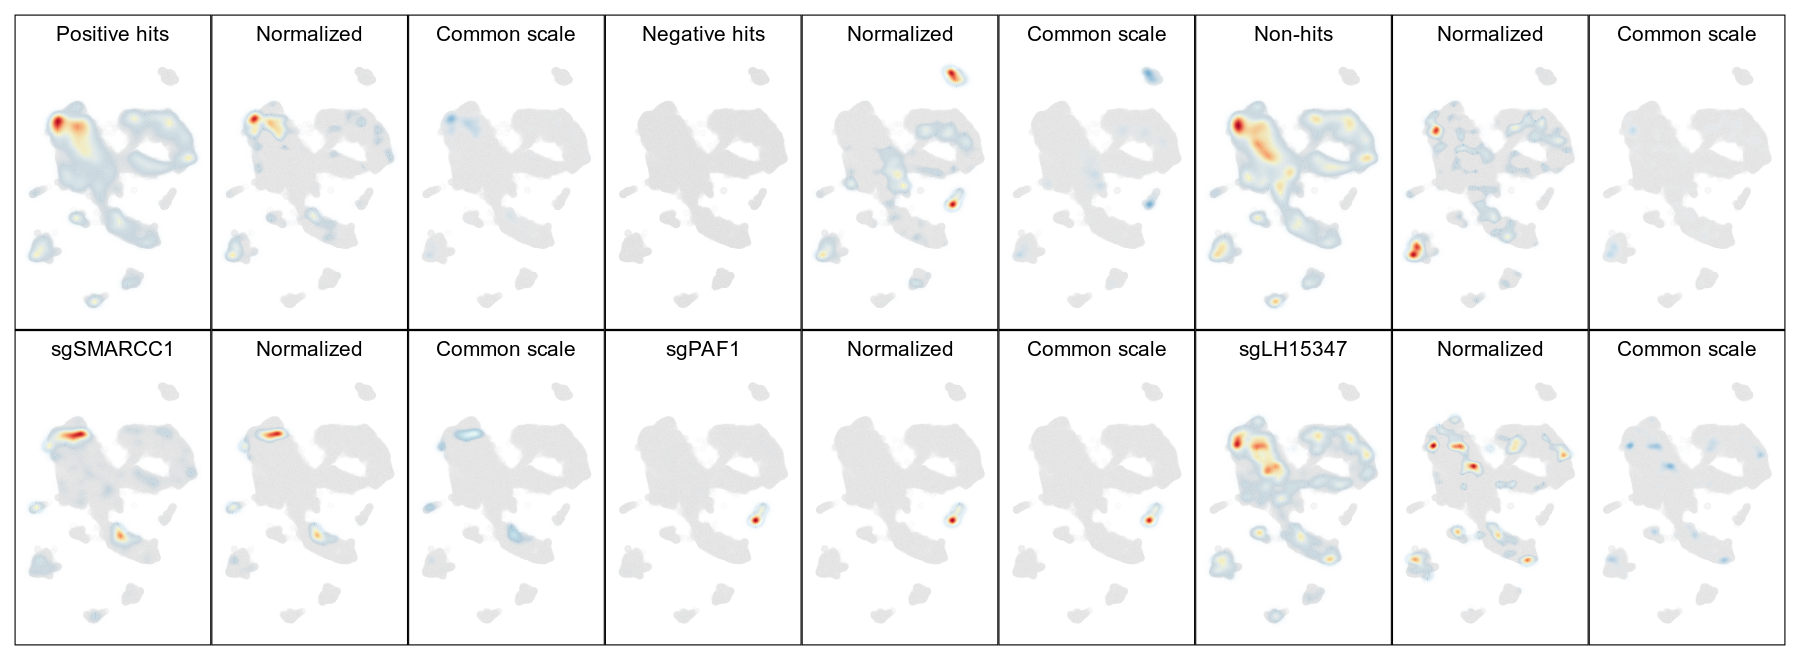 Positive hits
Normalized
Common scale
Negative hits
Normalized
Common scale
Non-hits
Normalized
Common scale
sgSMARCC1
Normalized
Common scale
sgPAF1
Normalized
Common scale
sgLH15347
Normalized
Common scale